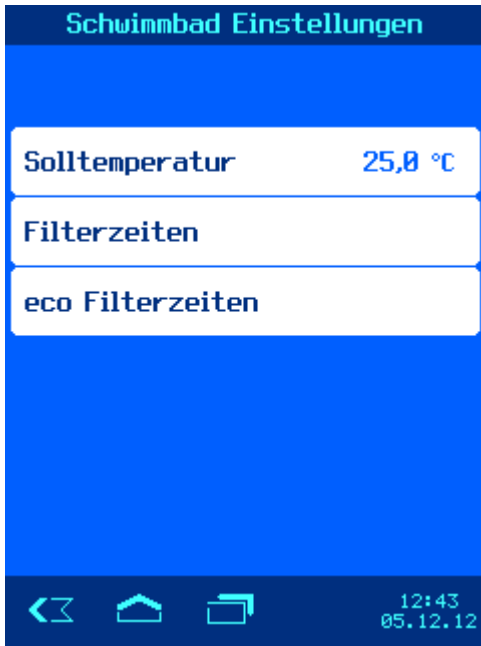 Schwimmbad Einstellungen
Solltemperatur 25,0 °C
Filterzeiten
eco Filterzeiten
12:43
05.12.12